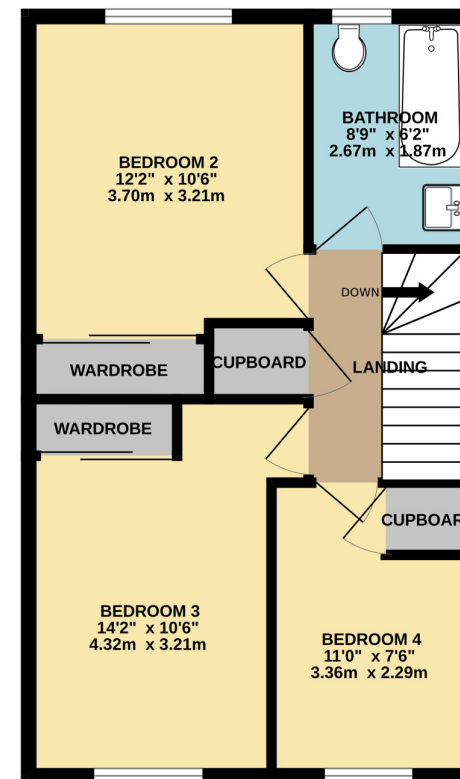 BATHROOM
8'9" x 6'2"
2.67m x 1.87m
BEDROOM 2
12'2" x 10'6"
3.70m x 3.21m
DOWN
WARDROBE
CUPBOARD
LANDING
WARDROBE
CUPBOAR
BEDROOM 3
14'2" x 10'6"
4.32m x 3.21m
BEDROOM 4
11'0" x 7'6"
3.36m x 2.29m